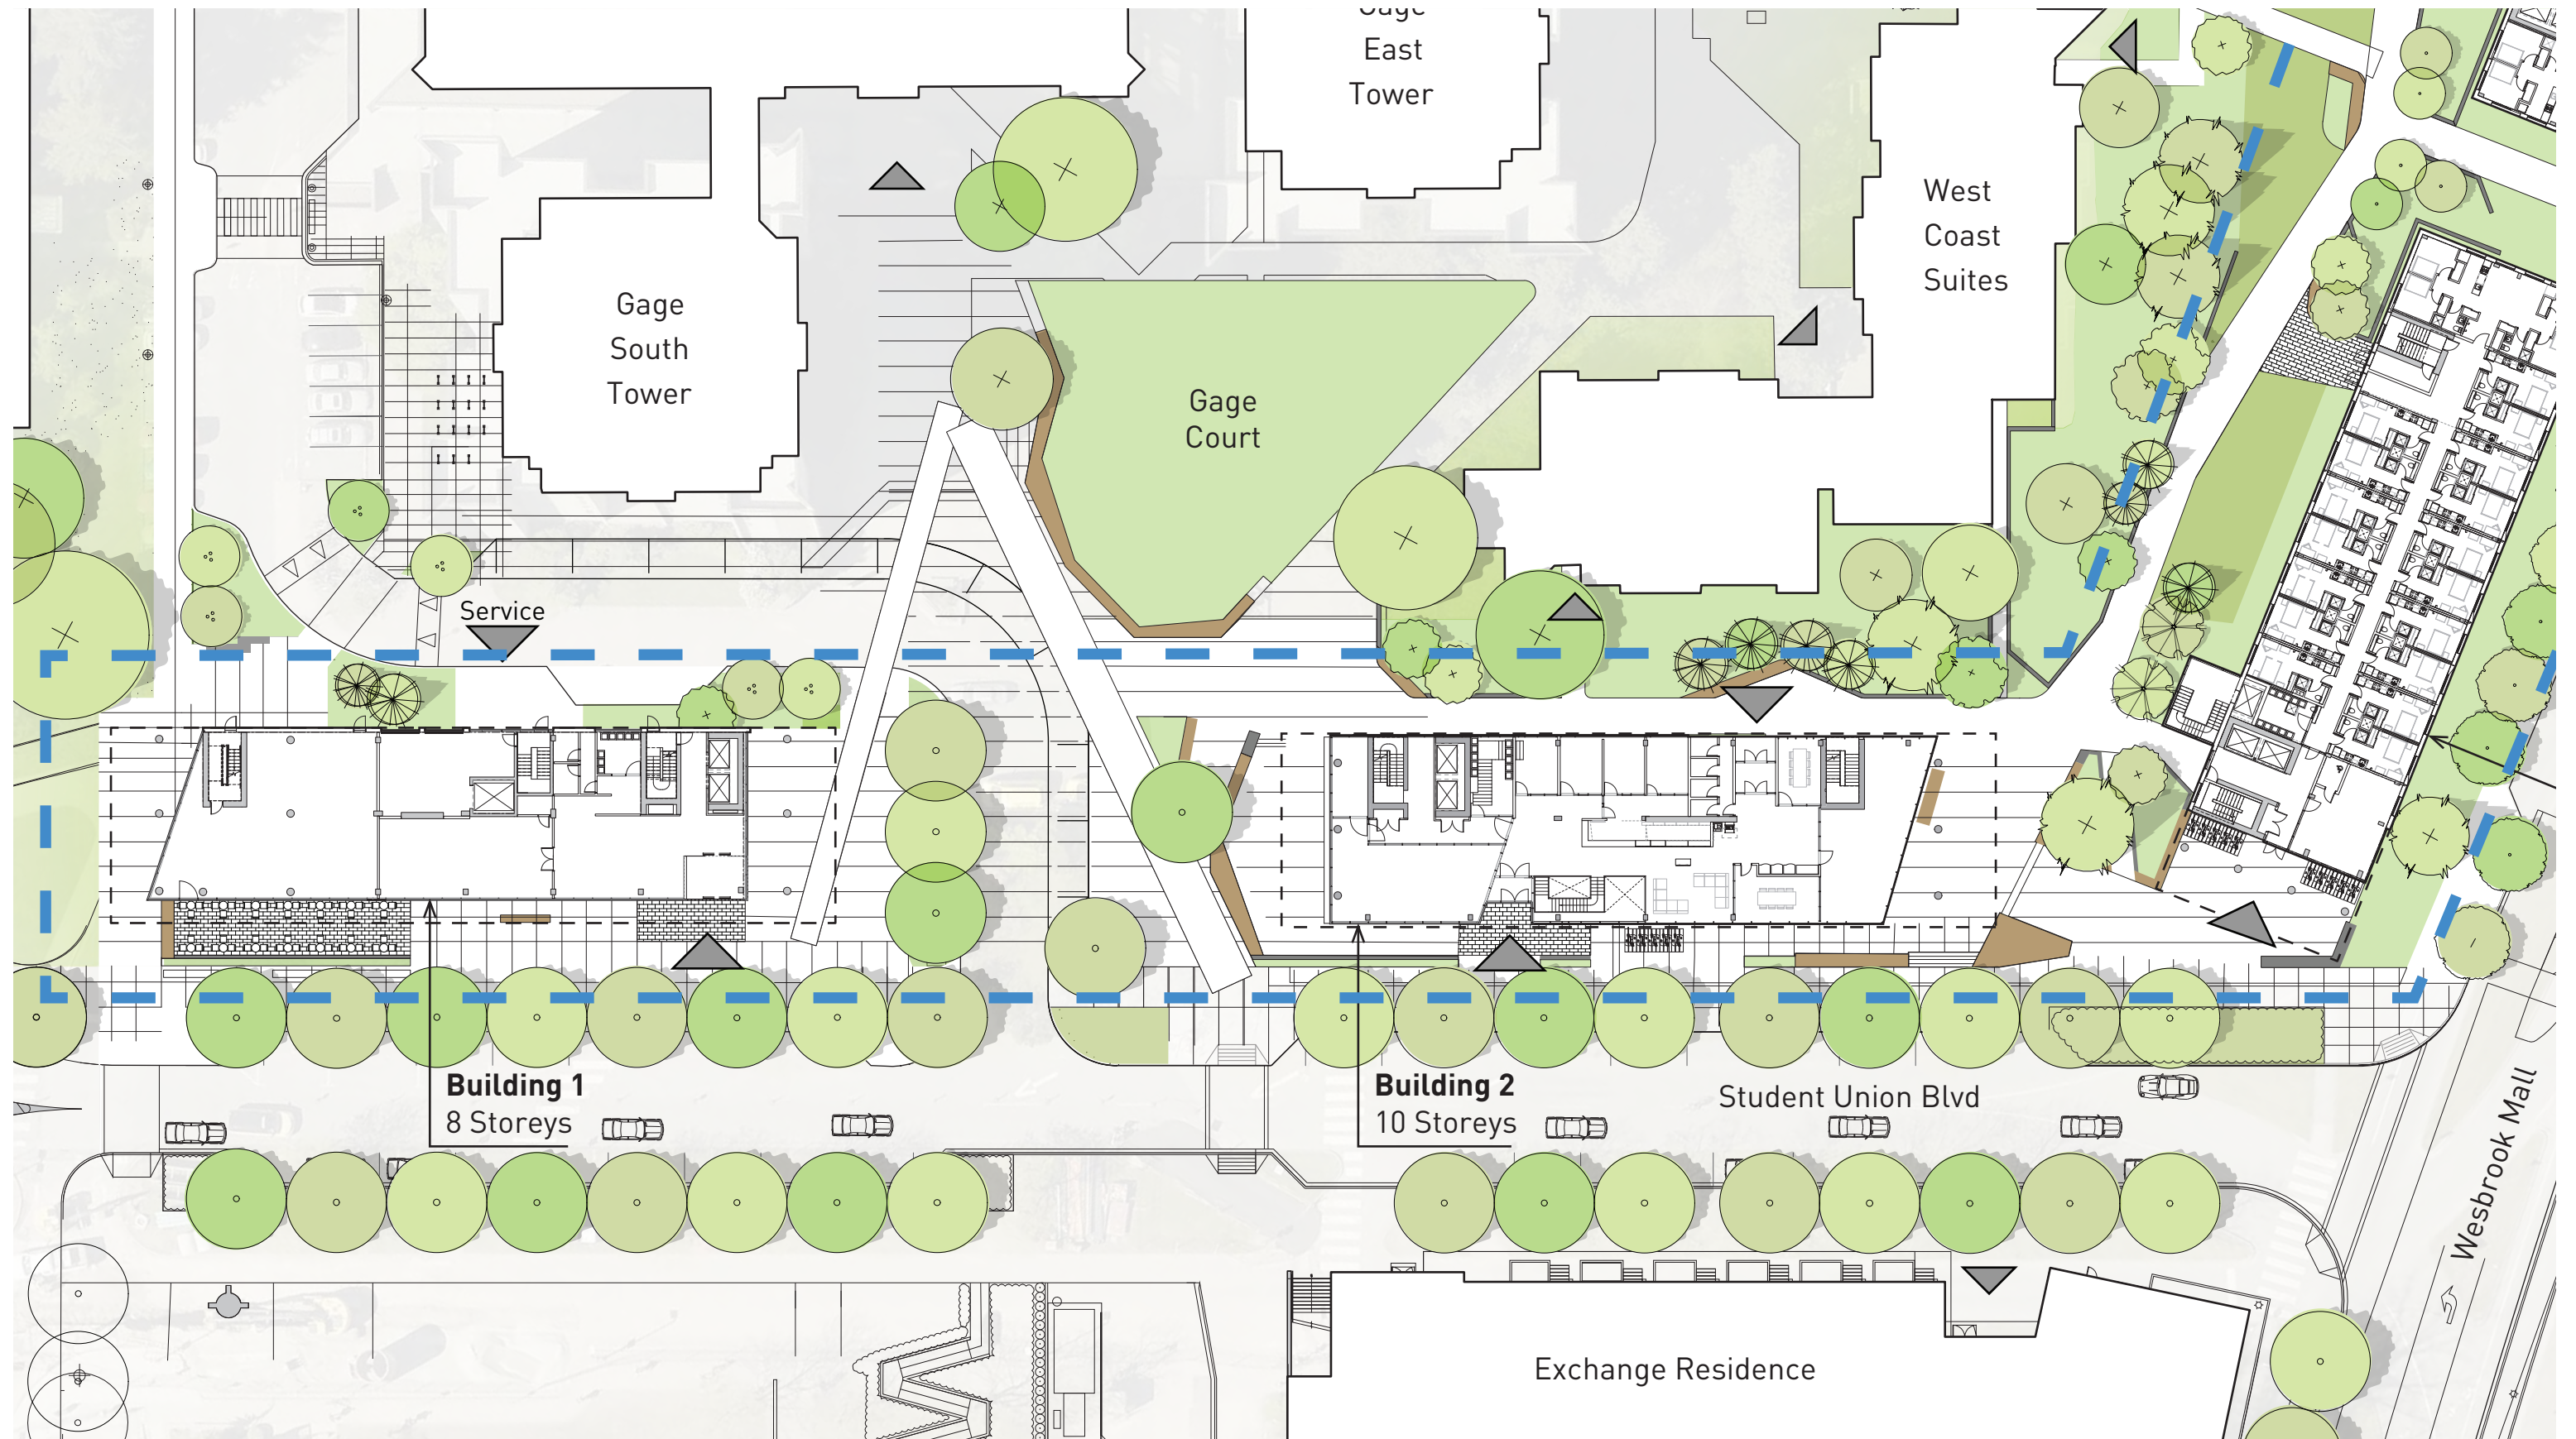 East
Tower
West
Coast
Suites
Gage
South
Tower
Gage
Court
Service
Building 1
8 Storeys
Building 2
10 Storeys
Student Union Blvd
Wesbrook Mall
Exchange Residence